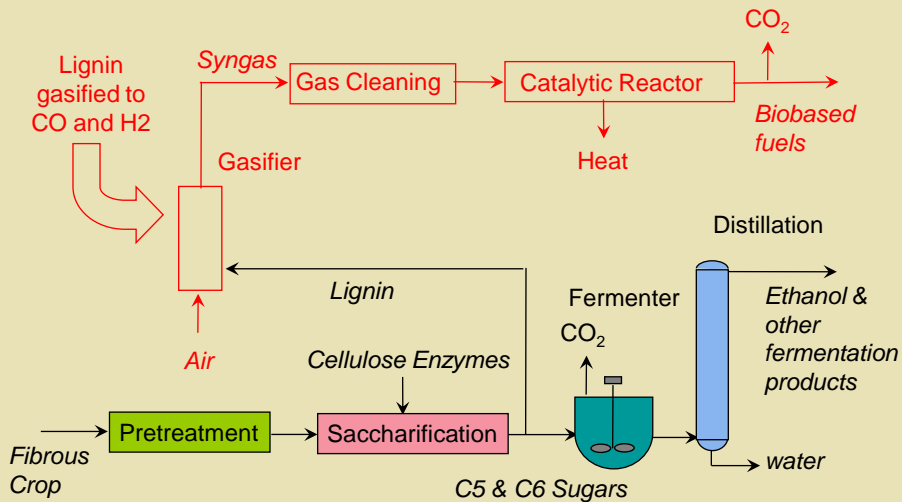 CO2
Syngas
Lignin
gasified to
CO and H2
Gas Cleaning
Catalytic Reactor
Biobased
fuels
Heat
Gasifier
Distillation
Lignin
Fermenter
CO2
Ethanol &
other
fermentation
products
Air
Cellulose Enzymes
Pretreatment
Saccharification
Fibrous
Crop
C5 & C6 Sugars
water